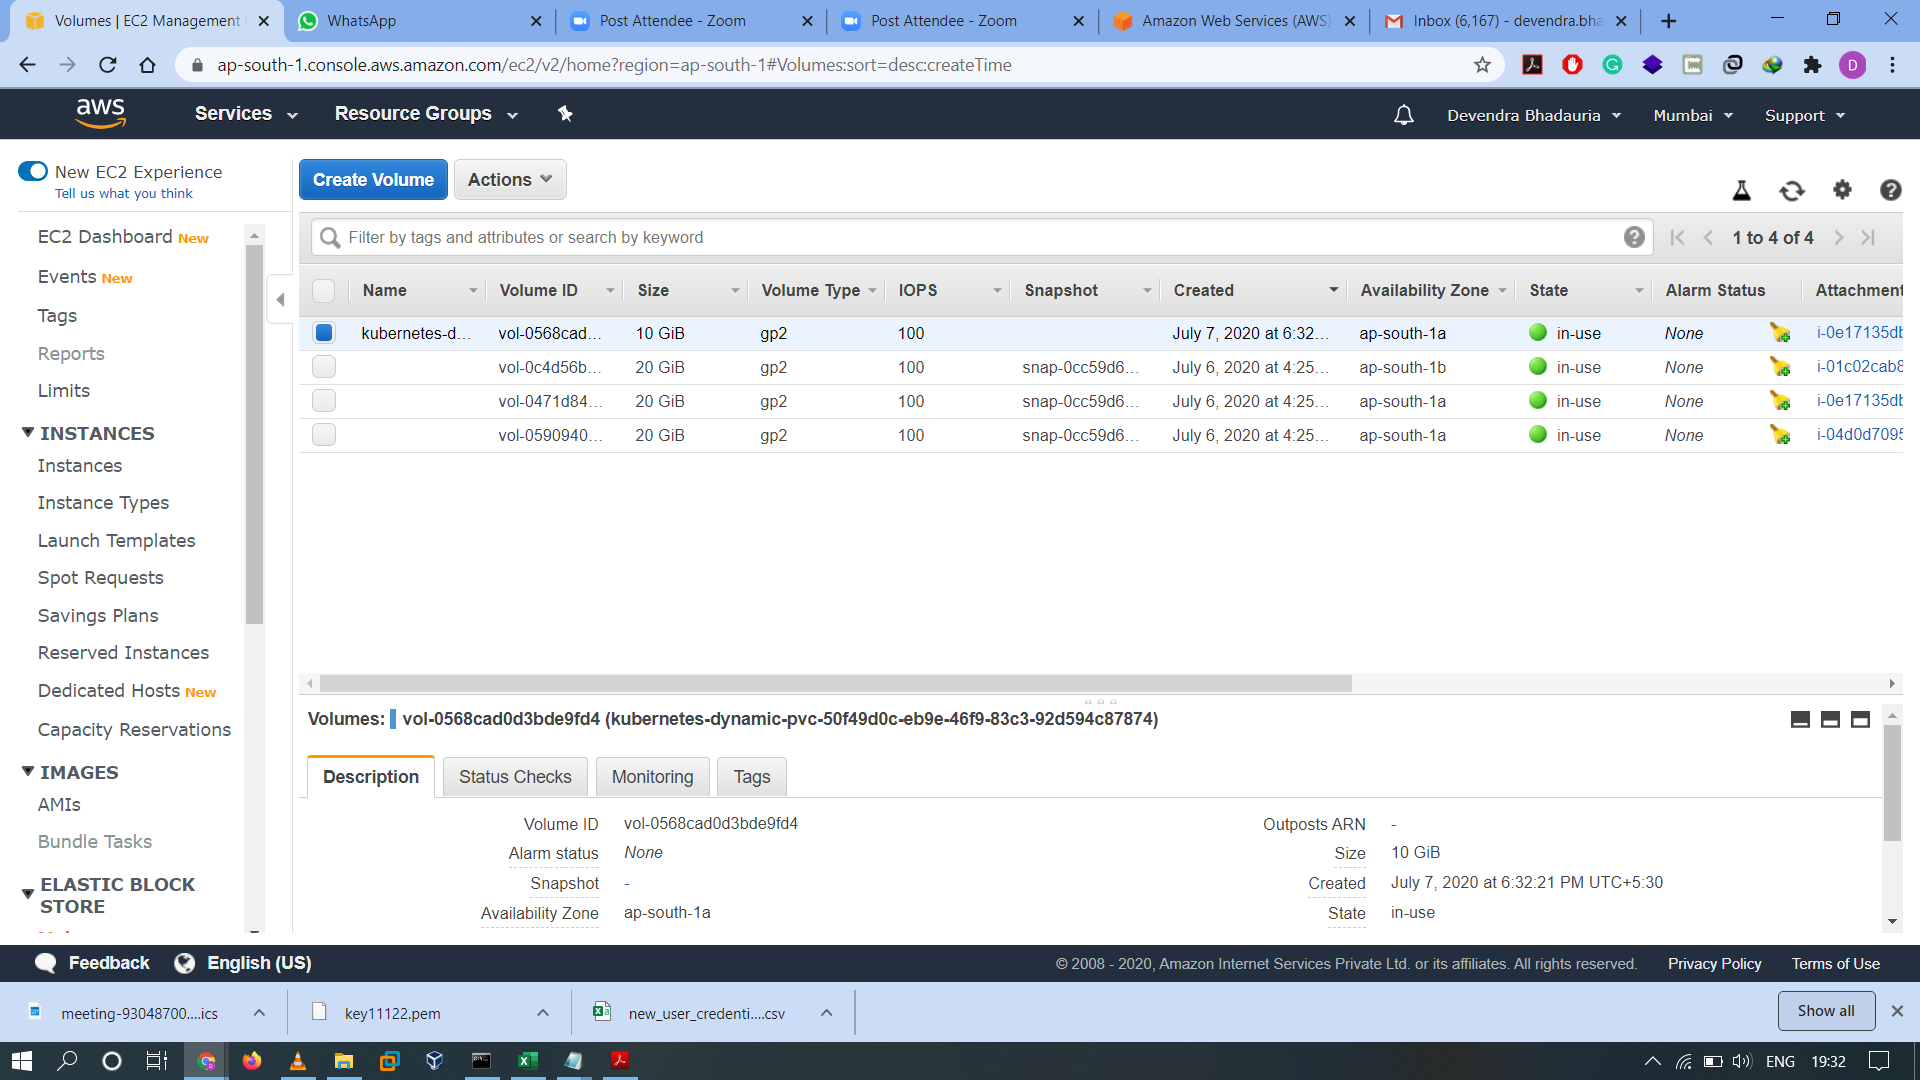 Volumes | EC2 Management
WhatsApp
Post Attendee - Zoom
Post Attendee - Zoom
Amazon Web Services (AWS)
Inbox (6,167) - devendra.bha
ap-south-1.console.aws.amazon.com/ec2/v2/home?region=ap-south-1#Volumes:sort=desc:createTime
D
aws
Services
Resource Groups
Devendra Bhadauria
Mumbai
Support
New EC2 Experience
Tell us what you think
EC2 Dashboard New
Events New
Tags
Reports
Limits
INSTANCES
Instances
Instance Types
Launch Templates
Spot Requests
Savings Plans
Reserved Instances
Dedicated Hosts New
Capacity Reservations
IMAGES
AMIs
Bundle Tasks
ELASTIC BLOCK
STORE
Create Volume
Actions
Filter by tags and attributes or search by keyword
1 to 4 of 4
Name Volume ID Size Volume Type IOPS Snapshot Created Availability Zone State Alarm Status Attachment
kubernetes-d... vol-0568cad... 10 GiB gp2 100 July 7, 2020 at 6:32... ap-south-1a in-use None i-0e17135db
vol-0c4d56b... 20 GiB gp2 100 snap-0cc59d6... July 6, 2020 at 4:25... ap-south-1b in-use None i-01c02cab8
vol-0471d84... 20 GiB gp2 100 snap-0cc59d6... July 6, 2020 at 4:25... ap-south-1a in-use None i-0e17135db
vol-0590940... 20 GiB gp2 100 snap-0cc59d6... July 6, 2020 at 4:25... ap-south-1a in-use None i-04d0d7095
Volumes: vol-0568cad0d3bde9fd4 (kubernetes-dynamic-pvc-50f49d0c-eb9e-46f9-83c3-92d594c87874)
Description
Status Checks
Monitoring
Tags
Volume ID vol-0568cad0d3bde9fd4
Alarm status None
Snapshot -
Availability Zone ap-south-1a
Outposts ARN -
Size 10 GiB
Created July 7, 2020 at 6:32:21 PM UTC+5:30
State in-use
Feedback
English (US)
© 2008 - 2020, Amazon Internet Services Private Ltd. or its affiliates. All rights reserved.
Privacy Policy
Terms of Use
meeting-93048700....ics
key11122.pem
new_user_credenti....csv
Show all
ENG
19:32